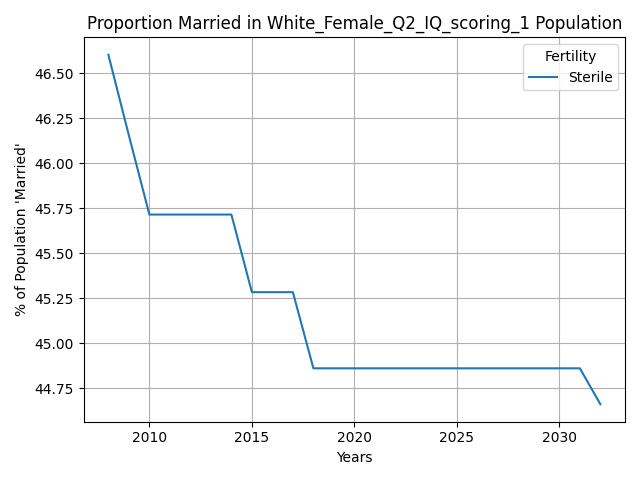 Proportion Married in White_Female_Q2_IQ_scoring_1 Population
Fertility
Sterile
46.50
46.25
46.00
45.75
45.50
45.25
45.00
44.75
% of Population 'Married'
2010 2015 2020 2025 2030
Years